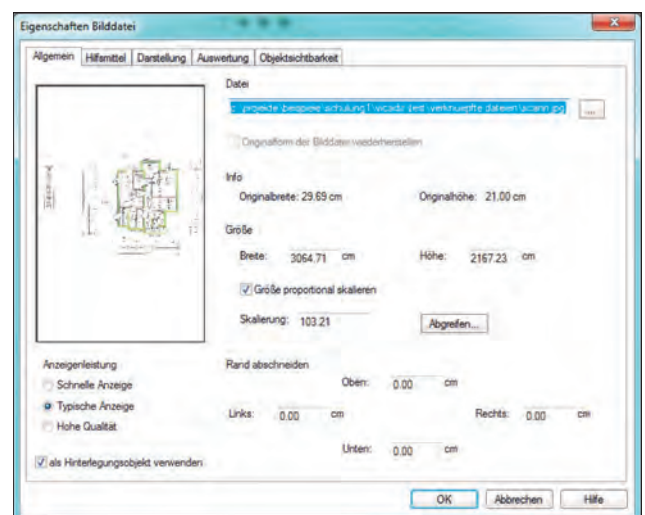 Eigenschaften Bilddatei
Allgemein Hilfsmittel Darstellung Auswertung Objektsichtbarkeit
Datei
...
Originalform der Bilddatei wiederherstellen
Info
Originalbreite: 29.69 cm Originalhöhe: 21.00 cm
Größe
Breite: 3064.71 cm Höhe: 2167.23 cm
Größe proportional skalieren
Skalierung: 103.21 Abgreifen...
Anzeigenleistung Rand abschneiden
Schnelle Anzeige Oben: 0.00 cm
Typische Anzeige
Links: 0.00 cm Rechts: 0.00 cm
Hohe Qualität
Unten: 0.00 cm
als Hinterlegungsobjekt verwenden
OK Abbrechen Hilfe